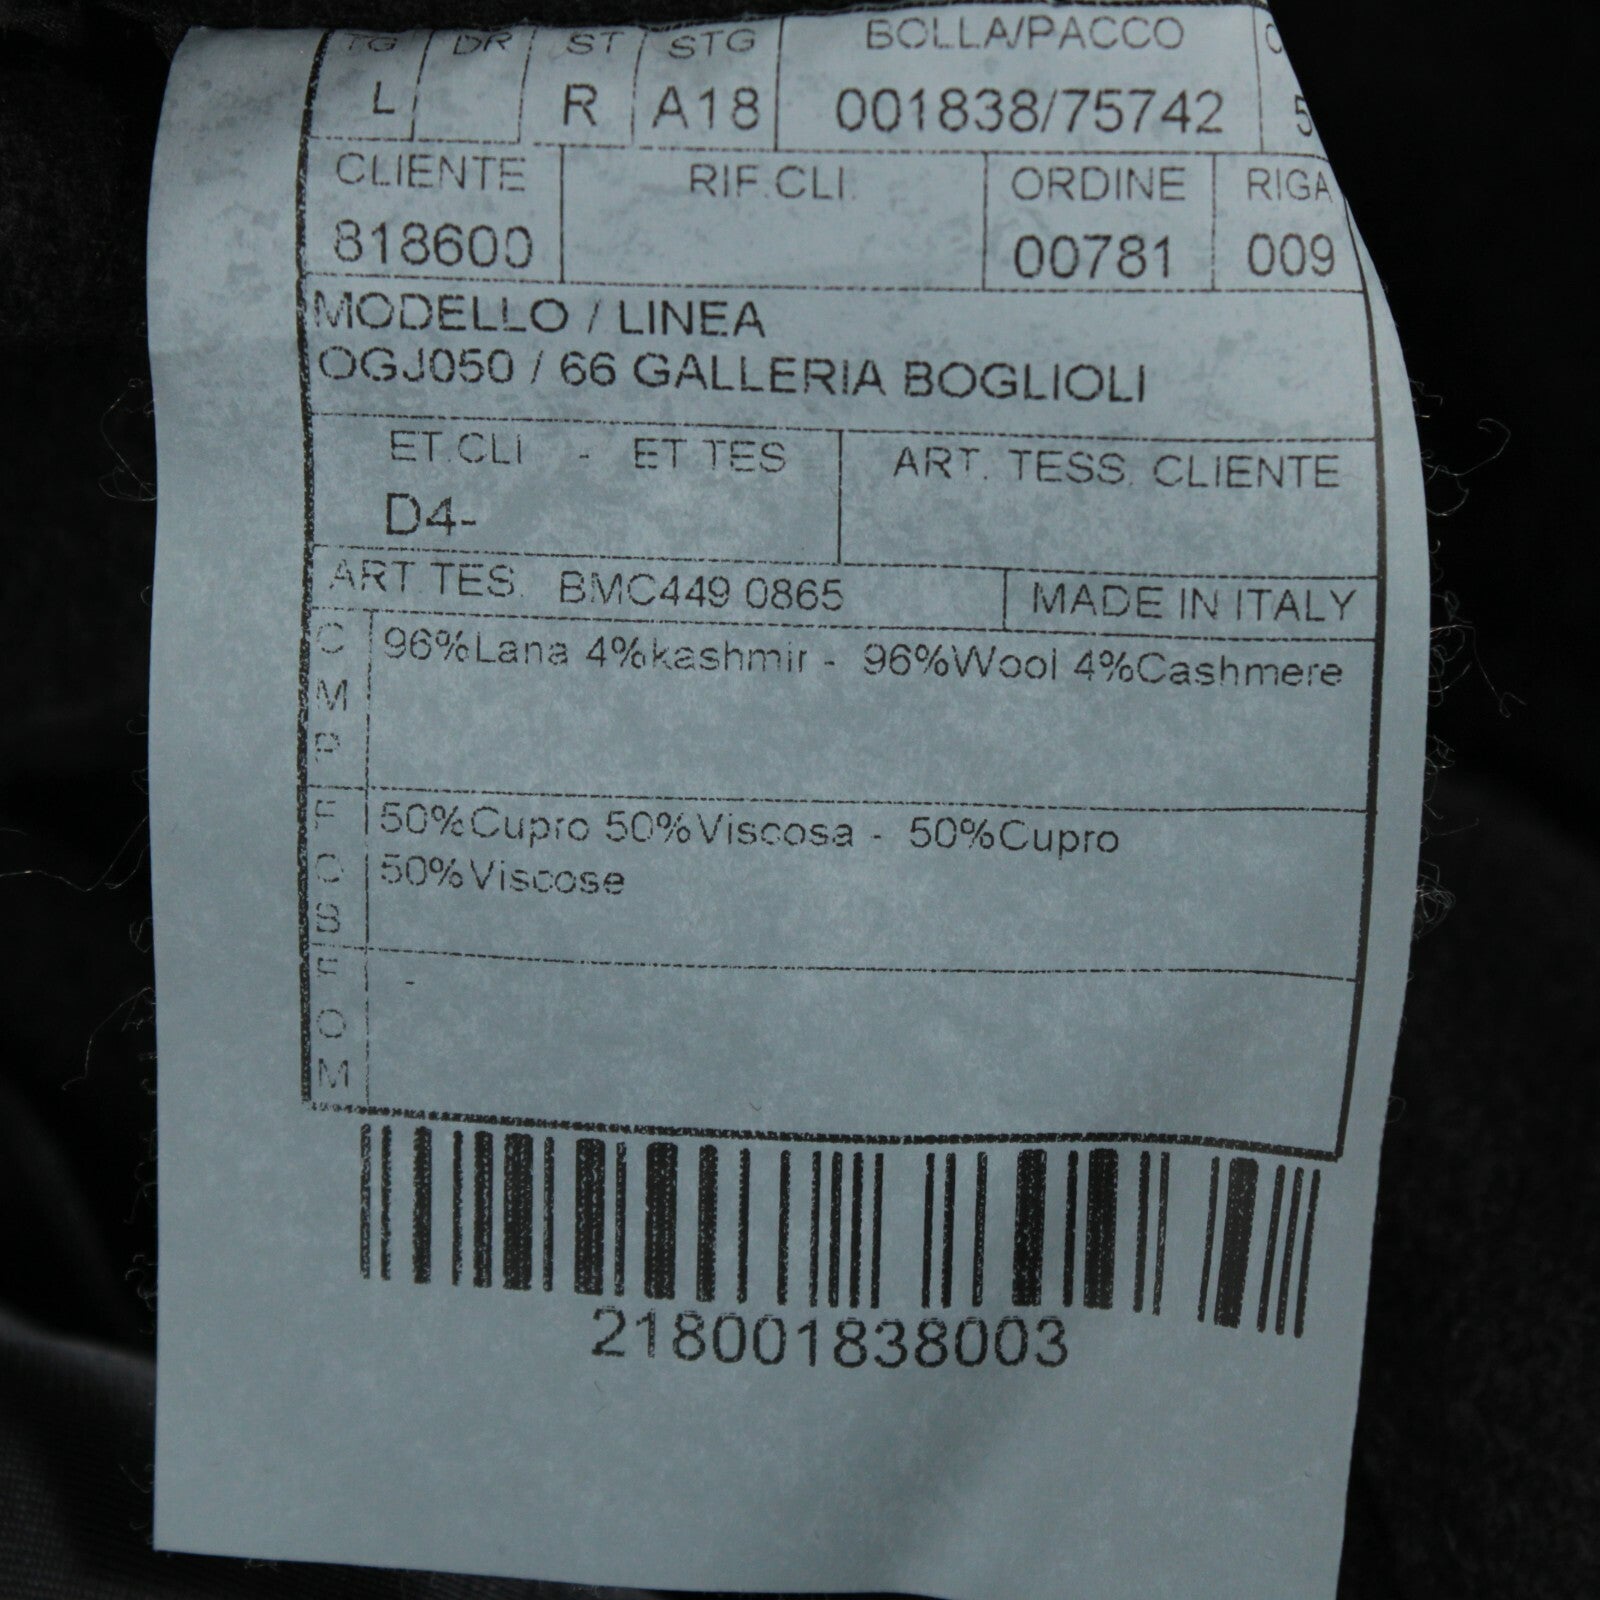 TG DR ST STG BOLLA/PACCO
L R A18 001838/75742
CLIENTE RIF.CLI. ORDINE RIGA
818600 00781 009
MODELLO / LINEA
OGJ050 / 66 GALLERIA BOGLIOLI
ET.CLI - ET TES ART. TESS. CLIENTE
D4-
ART.TES. BMC449 0865 MADE IN ITALY
CMP 96%Lana 4%kashmir - 96%Wool 4%Cashmere
50%Cupro 50%Viscosa - 50%Cupro
50%Viscose
FOM -
218001838003